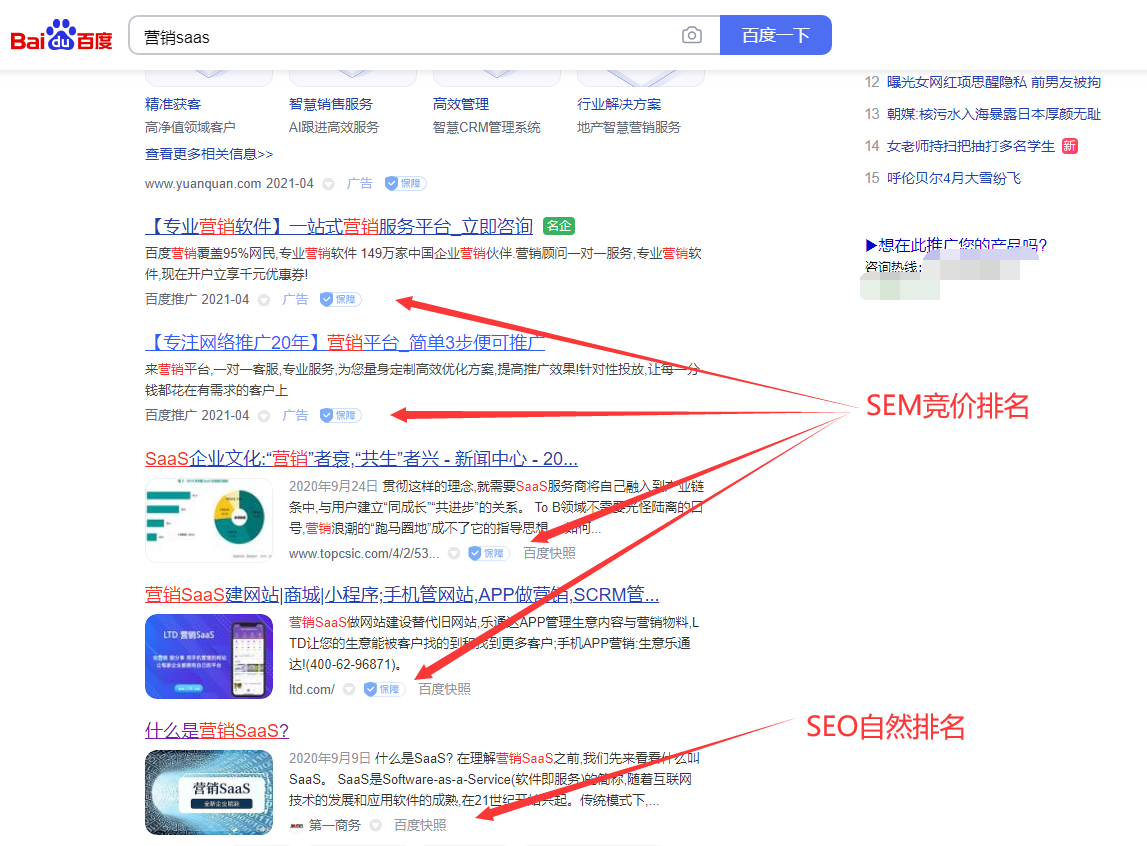 Bai du 百度
营销saas
百度一下
精准获客
智慧销售服务
高效管理
行业解决方案
高净值领域客户
AI跟进高效服务
智慧CRM管理系统
地产智慧营销服务
查看更多相关信息>>
www.yuanquan.com 2021-04 广告 保障
【专业营销软件】一站式营销服务平台_立即咨询 名企
百度营销覆盖95%网民,专业营销软件 149万家中国企业营销伙伴.营销顾问一对一服务,专业营销软
件,现在开户立享千元优惠券!
百度推广 2021-04 广告 保障
【专注网络推广20年】营销平台_简单3步便可推广
来营销平台,一对一客服,专业服务,为您量身定制高效优化方案,提高推广效果!针对性投放,让每一分
钱都花在有需求的客户上
百度推广 2021-04 广告 保障
SaaS企业文化:“营销”者衰,“共生”者兴 - 新闻中心 - 20...
2020年9月24日 贯彻这样的理念,就需要SaaS服务商将自己融入到产业链
条中,与用户建立“同成长”“共进步”的关系。 To B领域不需要光怪陆离的口
号,营销浪潮的“跑马圈地”成不了它的指导思想。如何...
www.topcsic.com/4/2/53... 保障 百度快照
营销SaaS建网站|商城|小程序;手机管网站,APP做营销,SCRM管...
LTD 营销SaaS
营销SaaS做网站建设替代旧网站,乐通达APP管理生意内容与营销物料,L
TD让您的生意能被客户找的到和找到更多客户;手机APP营销:生意乐通
达!(400-62-96871)。
ltd.com/ 保障 百度快照
什么是营销SaaS?
营销SaaS
2020年9月9日 什么是SaaS? 在理解营销SaaS之前,我们先来看看什么叫
SaaS。 SaaS是Software-as-a-Service(软件即服务)的简称,随着互联网
技术的发展和应用软件的成熟,在21世纪开始兴起。传统模式下,...
第一商务 百度快照
12 曝光女网红项思醒隐私 前男友被拘
13 朝媒:核污水入海暴露日本厚颜无耻
14 女老师持扫把抽打多名学生 新
15 呼伦贝尔4月大雪纷飞
▶想在此推广您的产品吗?
咨询热线:
SEM竞价排名
SEO自然排名